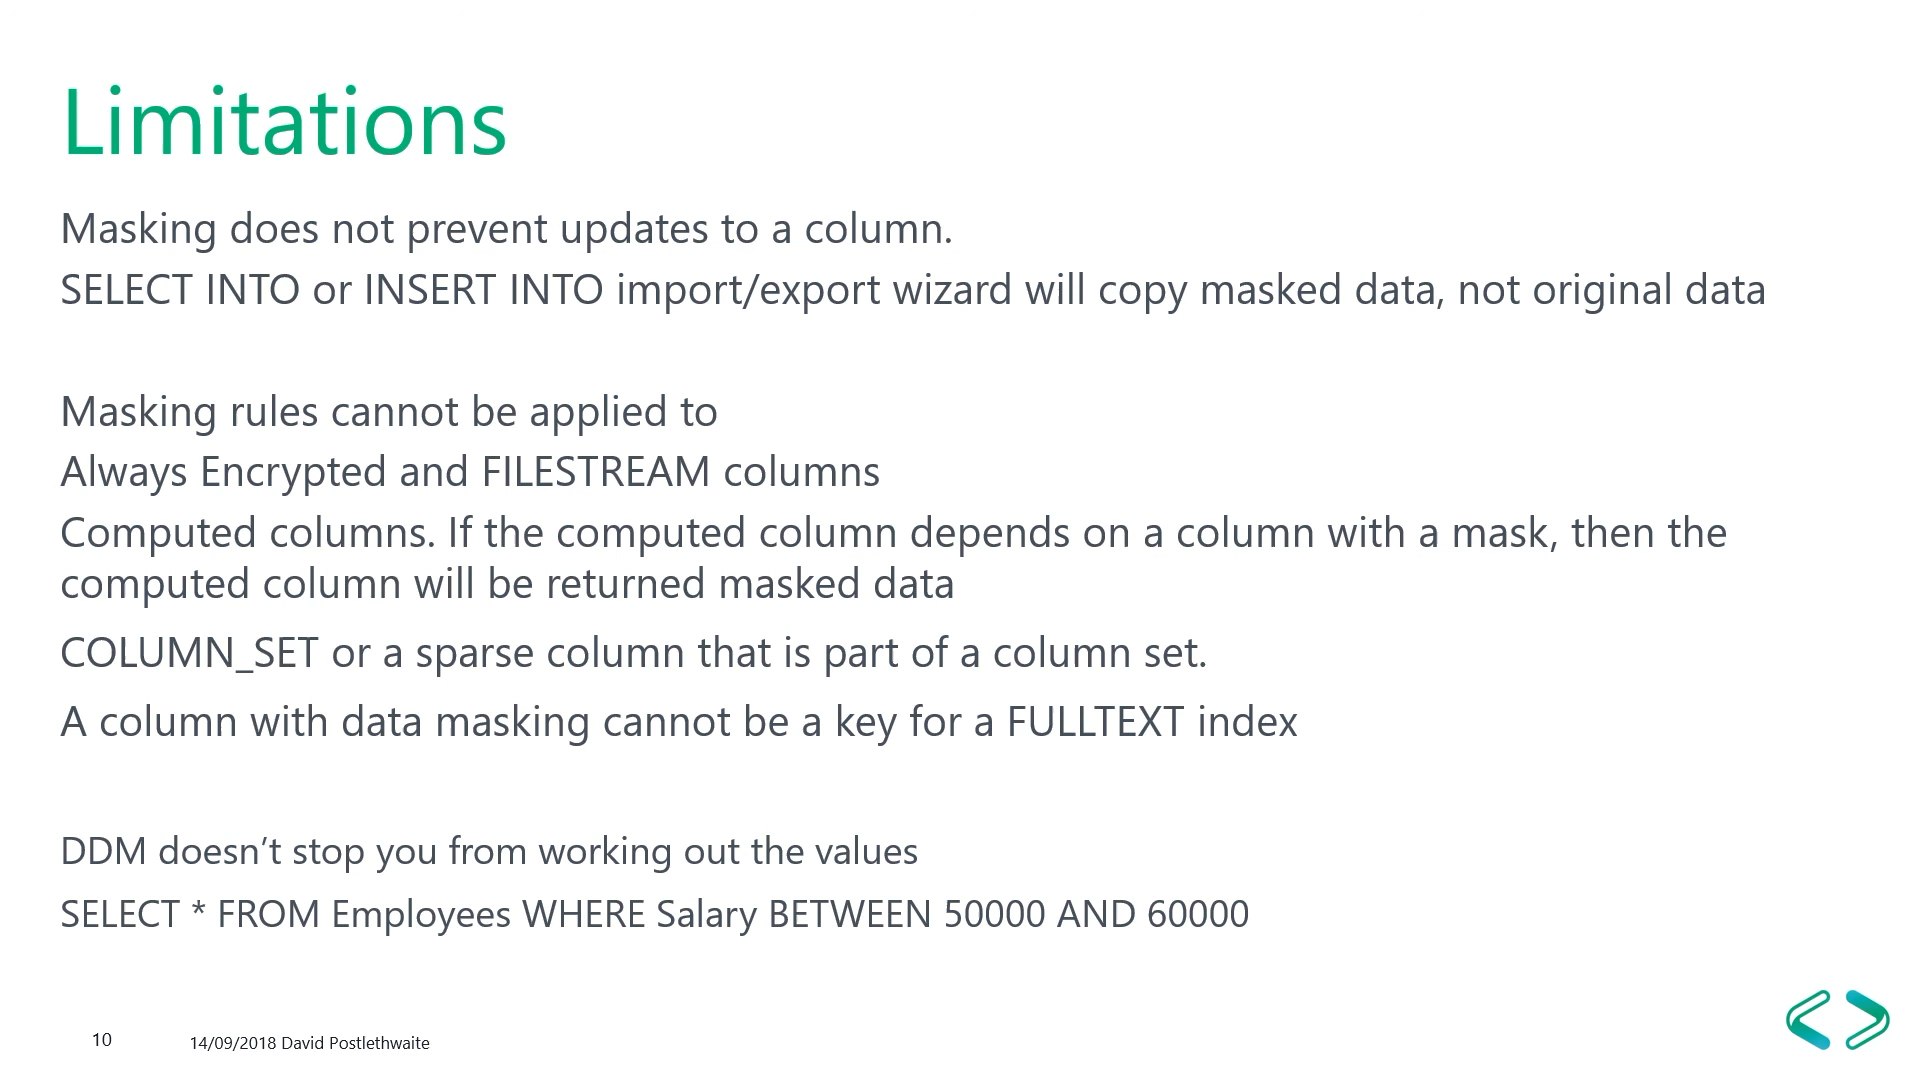 Limitations
Masking does not prevent updates to a column.
SELECT INTO or INSERT INTO import/export wizard will copy masked data, not original data
Masking rules cannot be applied to
Always Encrypted and FILESTREAM columns
Computed columns. If the computed column depends on a column with a mask, then the
computed column will be returned masked data
COLUMN_SET or a sparse column that is part of a column set.
A column with data masking cannot be a key for a FULLTEXT index
DDM doesn’t stop you from working out the values
SELECT * FROM Employees WHERE Salary BETWEEN 50000 AND 60000
10
14/09/2018 David Postlethwaite